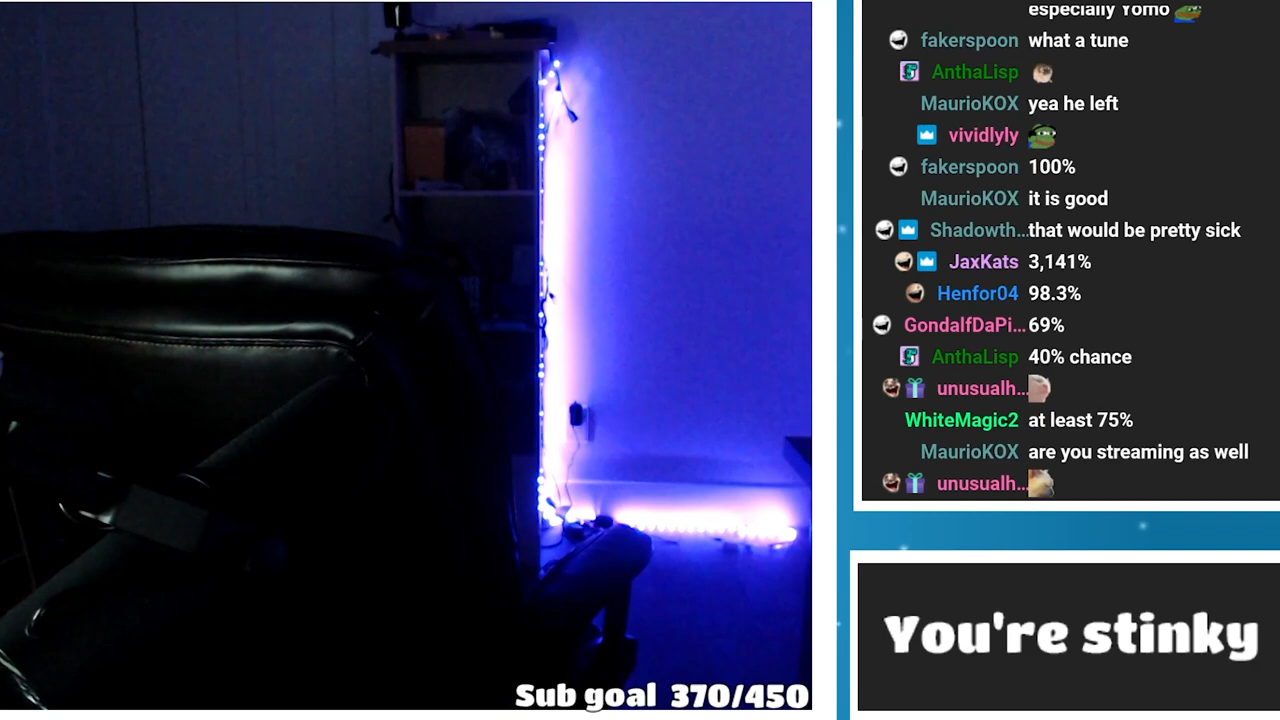 especially Yomo
fakerspoon what a tune
AnthaLisp
MaurioKOX yea he left
vividlyly
fakerspoon 100%
MaurioKOX it is good
Shadowth... that would be pretty sick
JaxKats 3,141%
Henfor04 98.3%
GondalfDaPi... 69%
AnthaLisp 40% chance
unusualh...
WhiteMagic2 at least 75%
MaurioKOX are you streaming as well
unusualh...
You're stinky
Sub goal 370/450